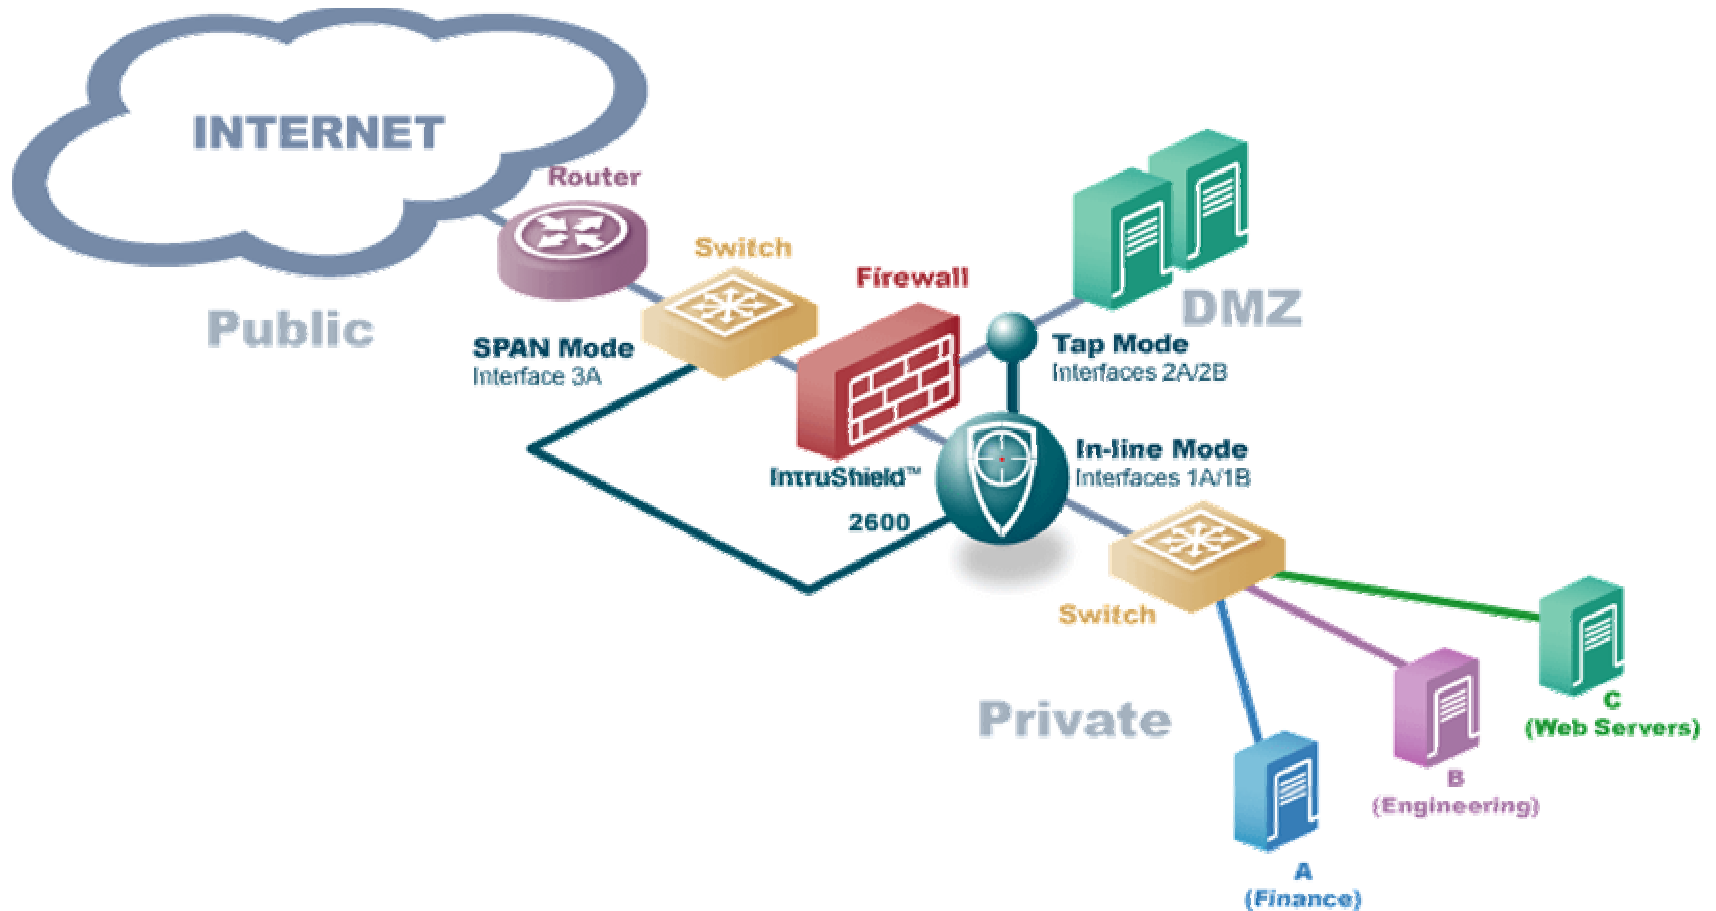 INTERNET
Router
Switch
Firewall
Public
DMZ
SPAN Mode
Interface 3A
Tap Mode
Interfaces 2A/2B
In-line Mode
Interfaces 1A/1B
IntruShield™
2600
Switch
Private
C
(Web Servers)
B
(Engineering)
A
(Finance)